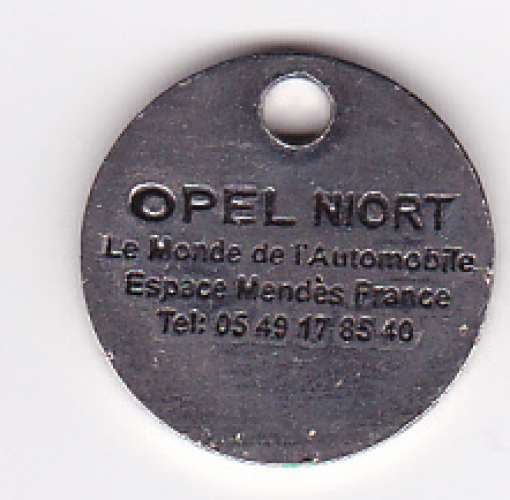 OPEL NIORT
Le Monde de l'Automobile
Espace Mendès France
Tel: 05 49 17 85 40